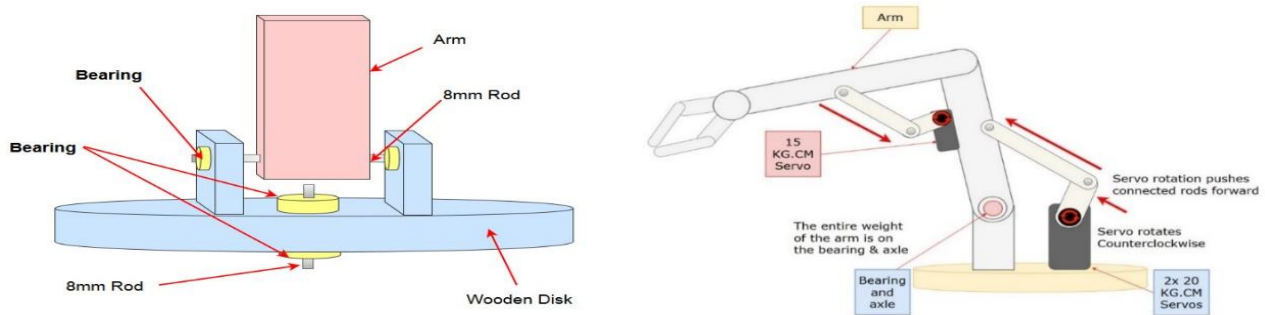 Arm
Bearing
8mm Rod
Bearing
8mm Rod
Wooden Disk
Arm
15
KG.CM
Servo
Servo rotation pushes
connected rods forward
The entire weight
of the arm is on
the bearing & axle
Servo rotates
Counterclockwise
Bearing
and
axle
2x 20
KG.CM
Servos